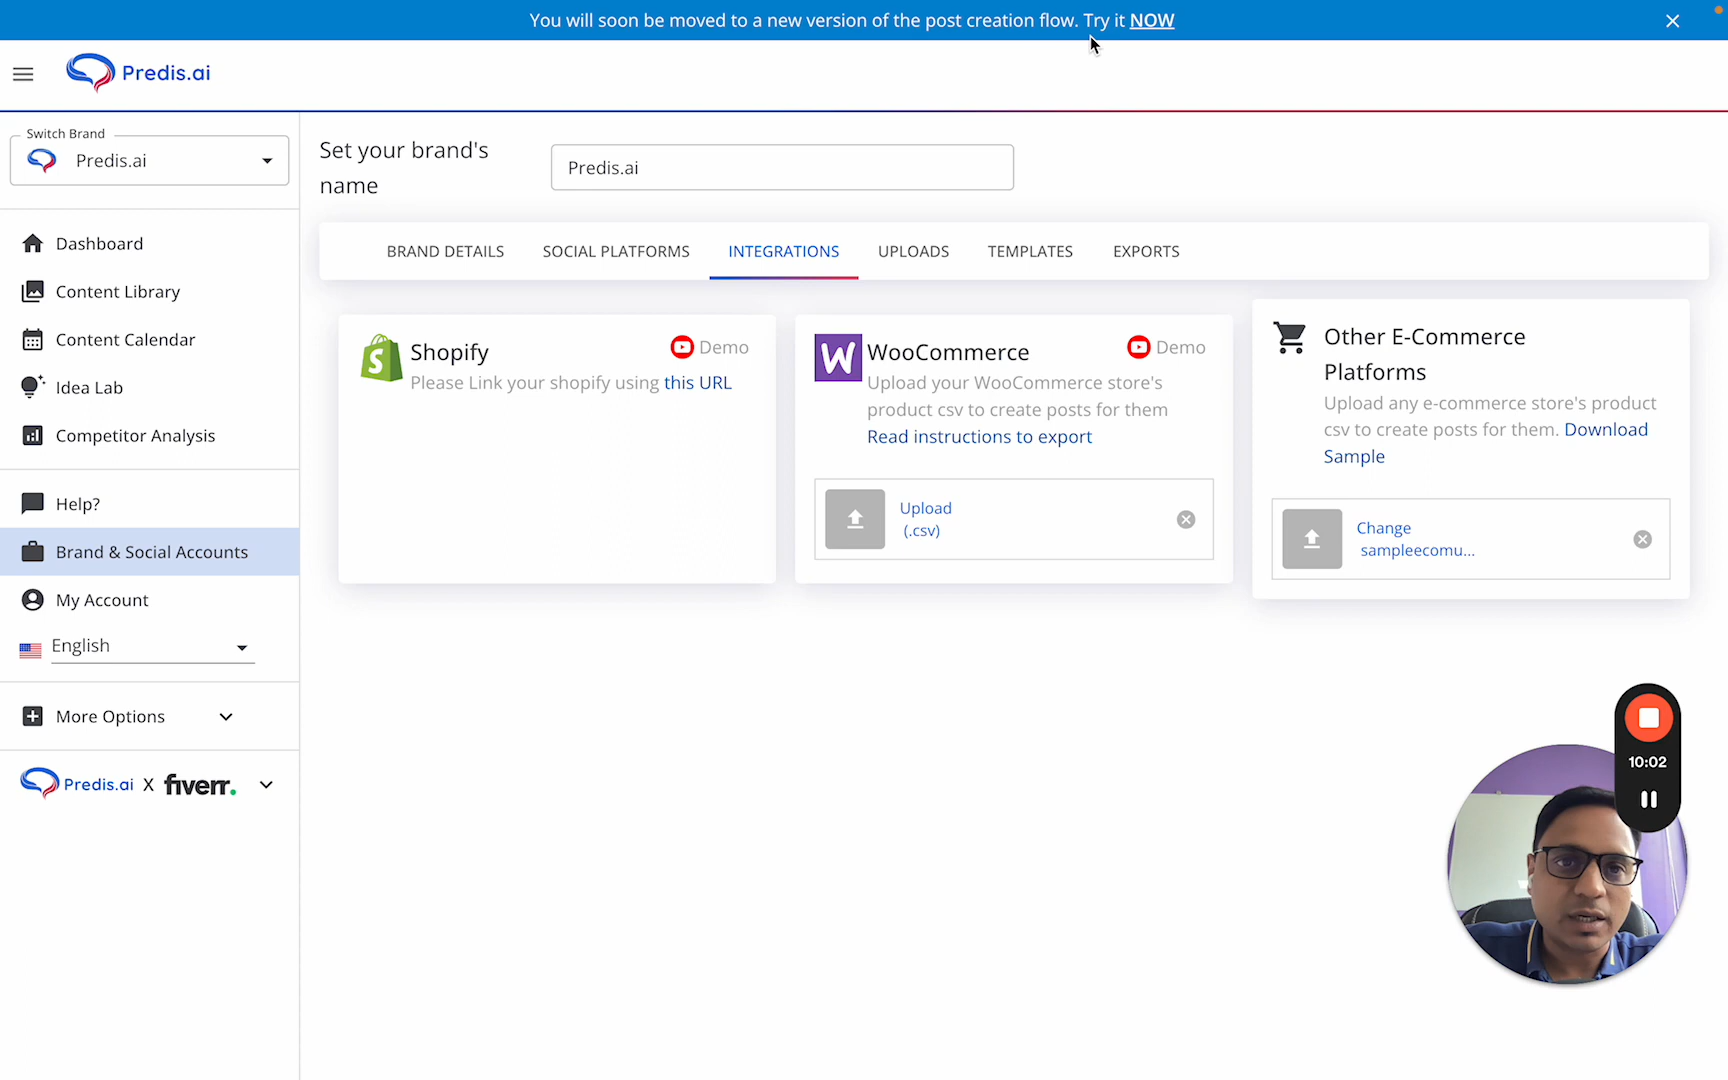 You will soon be moved to a new version of the post creation flow. Try it NOW
Predis.ai
Switch Brand
Predis.ai
Dashboard
Content Library
Content Calendar
Idea Lab
Competitor Analysis
Help?
Brand & Social Accounts
My Account
English
More Options
Predis.ai X fiverr.
Set your brand's
name
Predis.ai
BRAND DETAILS SOCIAL PLATFORMS INTEGRATIONS UPLOADS TEMPLATES EXPORTS
Shopify
Demo
Please Link your shopify using this URL
WooCommerce
Demo
Upload your WooCommerce store's
product csv to create posts for them
Read instructions to export
Upload
(.csv)
Other E-Commerce
Platforms
Upload any e-commerce store's product
csv to create posts for them. Download
Sample
Change
sampleecomu...
10:02